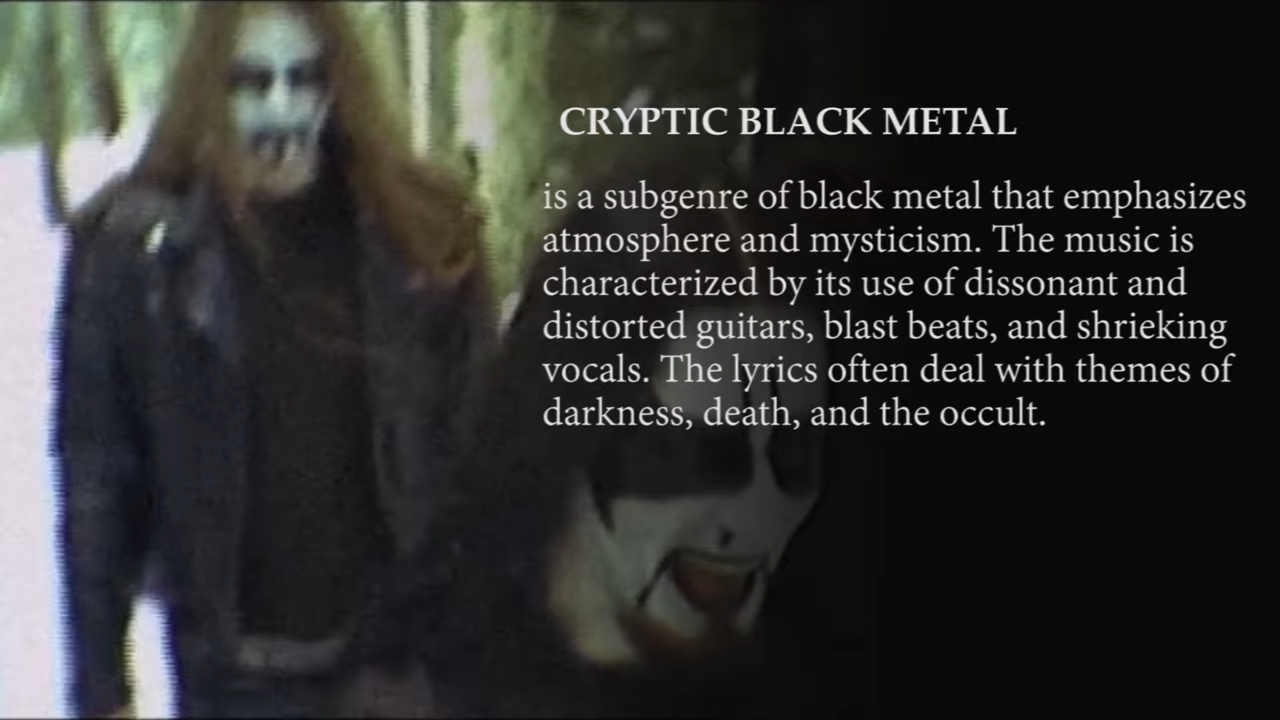 CRYPTIC BLACK METAL
is a subgenre of black metal that emphasizes
atmosphere and mysticism. The music is
characterized by its use of dissonant and
distorted guitars, blast beats, and shrieking
vocals. The lyrics often deal with themes of
darkness, death, and the occult.